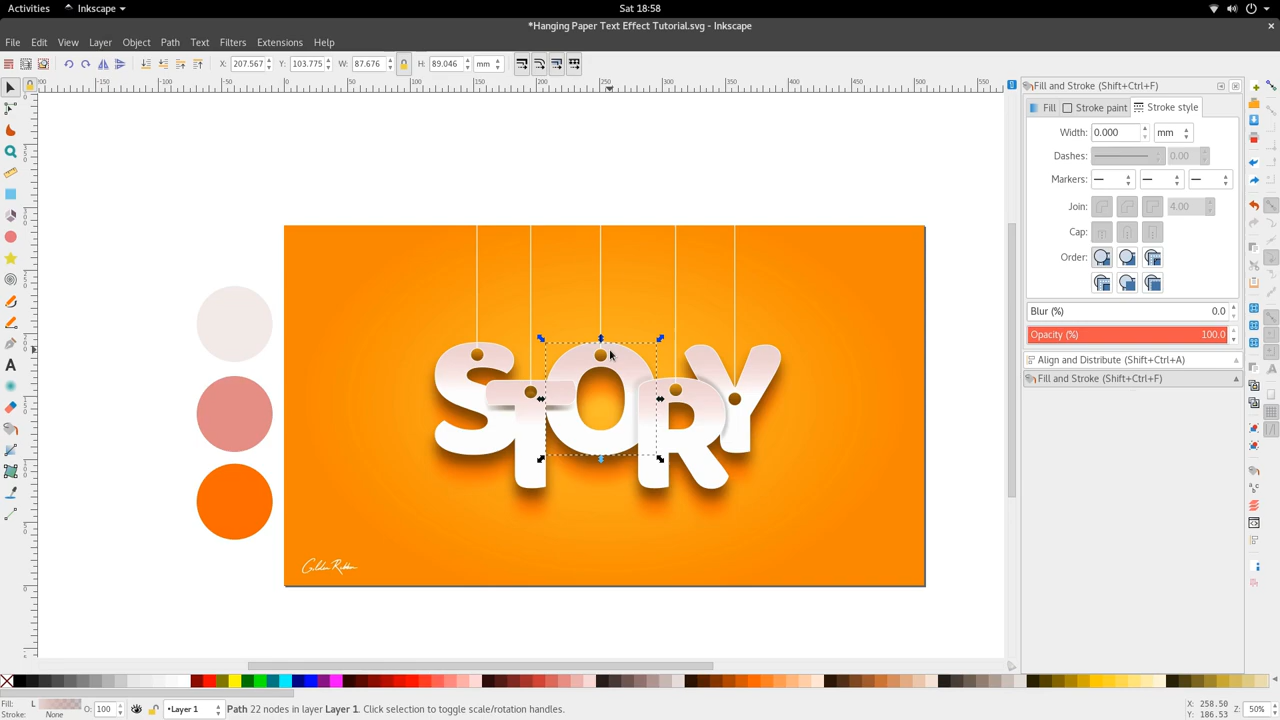 Activities
Inkscape
Sat 18:58
*Hanging Paper Text Effect Tutorial.svg - Inkscape
File Edit View Layer Object Path Text Filters Extensions Help
X: 207.567 Y: 103.775 W: 87.676 H: 89.046 mm
Fill and Stroke (Shift+Ctrl+F)
Fill Stroke paint Stroke style
Width: 0.000 mm
Dashes: 0.00
Markers:
Join: 4.00
Cap:
Order:
Blur (%) 0.0
Opacity (%) 100.0
Align and Distribute (Shift+Ctrl+A)
Fill and Stroke (Shift+Ctrl+F)
STORY
Fill: L
Stroke: None
O: 100
•Layer 1
Path 22 nodes in layer Layer 1. Click selection to toggle scale/rotation handles.
X: 258.50
Y: 186.53
Z: 50%